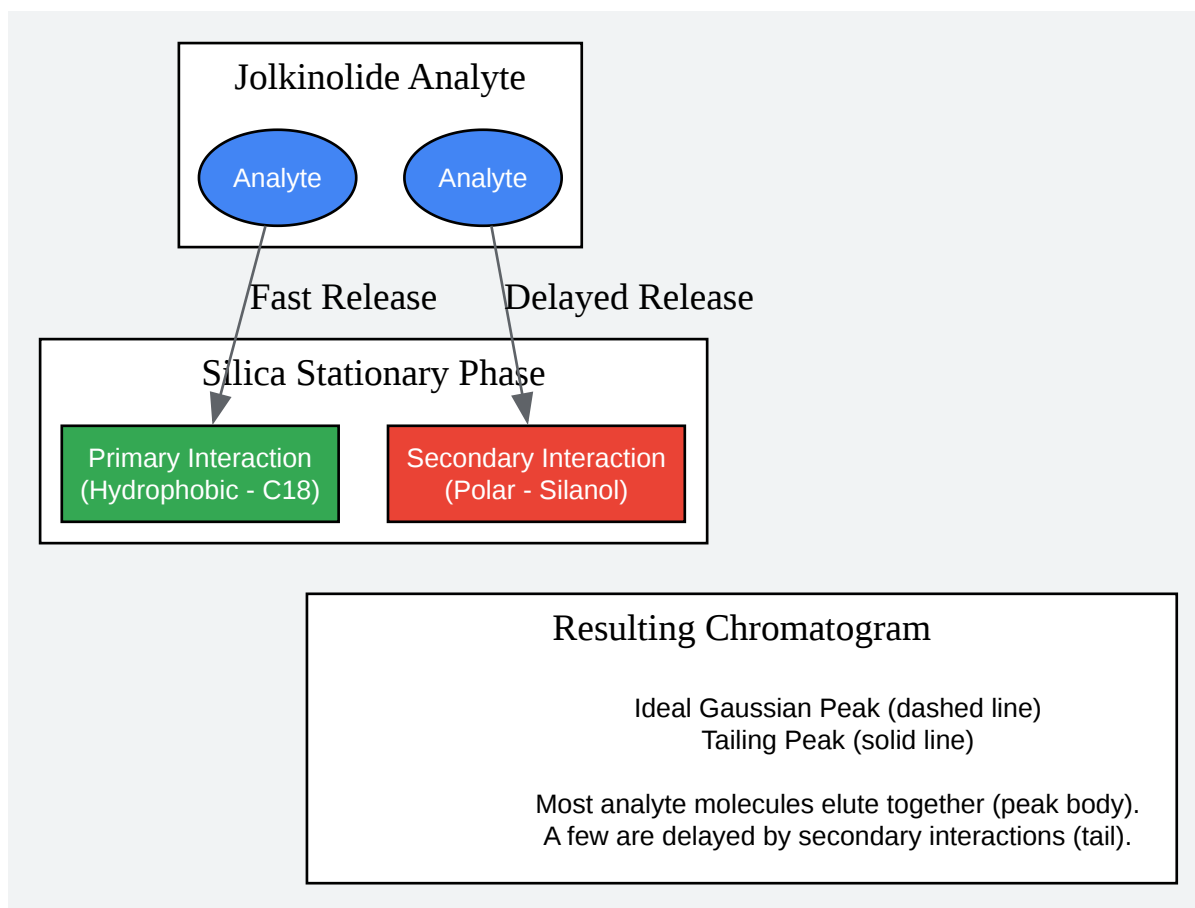 Jolkinolide Analyte
Analyte
Analyte
Fast Release
Delayed Release
Silica Stationary Phase
Primary Interaction
(Hydrophobic - C18)
Secondary Interaction
(Polar - Silanol)
Resulting Chromatogram
Ideal Gaussian Peak (dashed line)
Tailing Peak (solid line)
Most analyte molecules elute together (peak body).
A few are delayed by secondary interactions (tail).